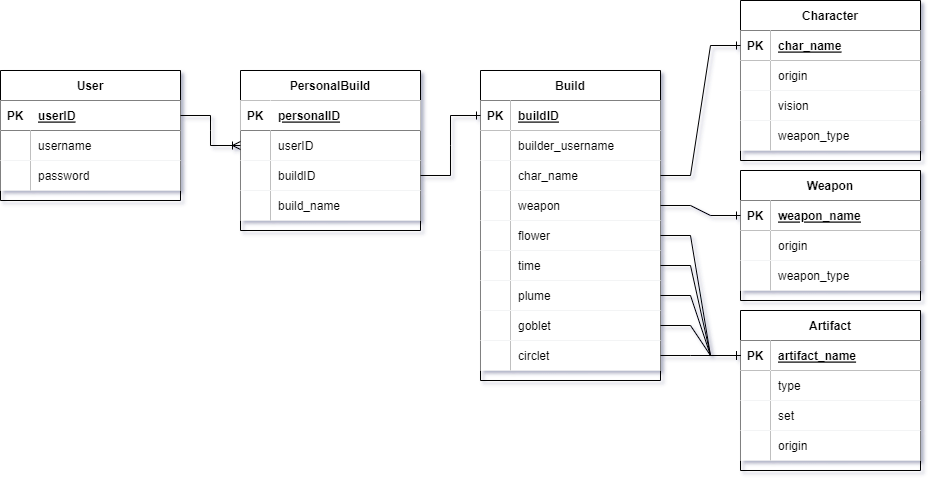 User
PK userID
username
password
PersonalBuild
PK personalID
userID
buildID
build_name
Build
PK buildID
builder_username
char_name
weapon
flower
time
plume
goblet
circlet
Character
PK char_name
origin
vision
weapon_type
Weapon
PK weapon_name
origin
weapon_type
Artifact
PK artifact_name
type
set
origin